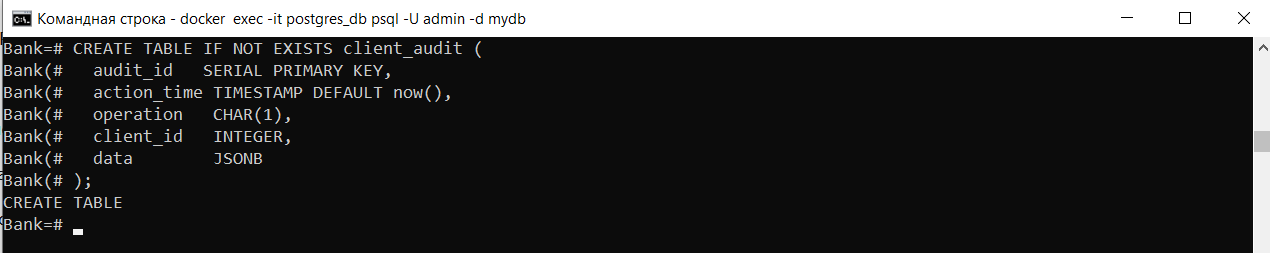 Командная строка - docker exec -it postgres_db psql -U admin -d mydb
Bank=# CREATE TABLE IF NOT EXISTS client_audit (
Bank(#   audit_id   SERIAL PRIMARY KEY,
Bank(#   action_time TIMESTAMP DEFAULT now(),
Bank(#   operation   CHAR(1),
Bank(#   client_id   INTEGER,
Bank(#   data        JSONB
Bank(# );
CREATE TABLE
Bank=#